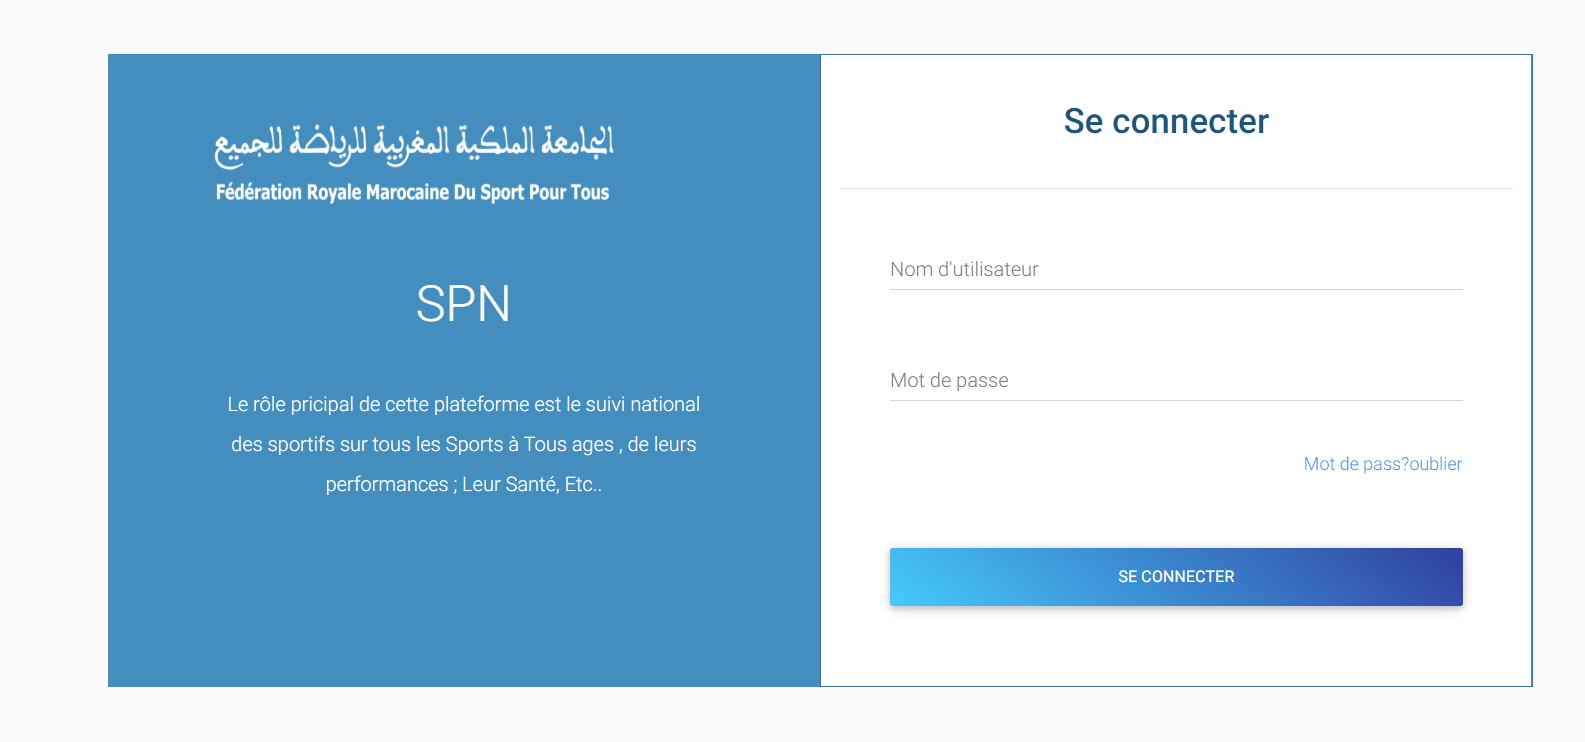 الجامعة الملكية المغربية للرياضة للجميع
Fédération Royale Marocaine Du Sport Pour Tous
SPN
Le rôle pricipal de cette plateforme est le suivi national
des sportifs sur tous les Sports à Tous ages , de leurs
performances ; Leur Santé, Etc..
Se connecter
Nom d'utilisateur
Mot de passe
Mot de pass?oublier
SE CONNECTER